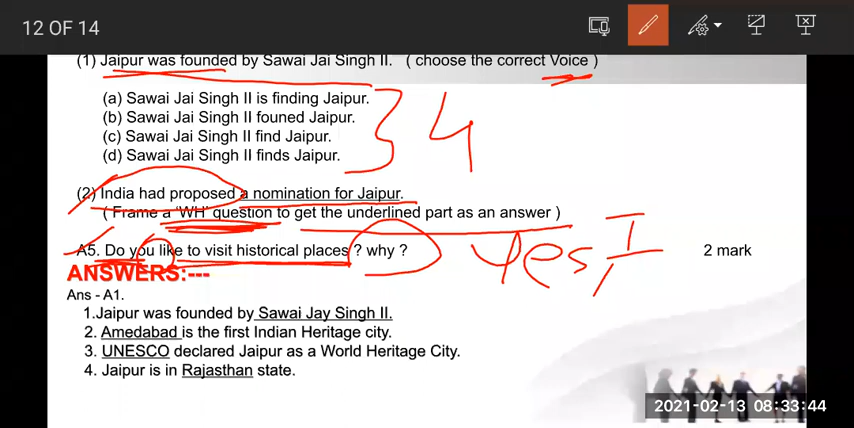 12 OF 14
(1) Jaipur was founded by Sawai Jai Singh II. ( choose the correct Voice )
(a) Sawai Jai Singh II is finding Jaipur.
(b) Sawai Jai Singh II founed Jaipur.
(c) Sawai Jai Singh II find Jaipur.
(d) Sawai Jai Singh II finds Jaipur.
34
(2) India had proposed a nomination for Jaipur.
( Frame a 'WH' question to get the underlined part as an answer )
A5. Do you like to visit historical places ? why ?
Yes, I
2 mark
ANSWERS:---
Ans - A1.
1.Jaipur was founded by Sawai Jay Singh II.
2. Amedabad is the first Indian Heritage city.
3. UNESCO declared Jaipur as a World Heritage City.
4. Jaipur is in Rajasthan state.
2021-02-13 08:33:44